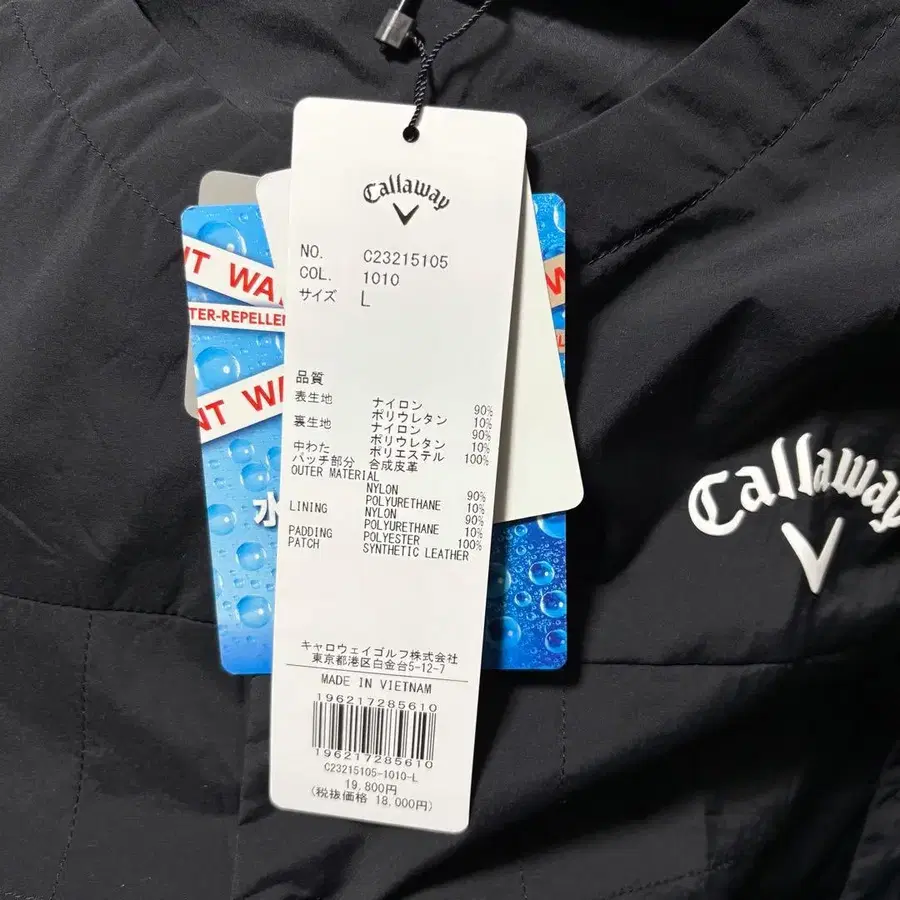 Callaway
NO. C23215105
COL. 1010
サイズ L
品質
表生地 ナイロン 90%
ポリウレタン 10%
裏生地 ナイロン 90%
ポリウレタン 10%
中わた ポリエステル 100%
パッチ部分 合成皮革
OUTER MATERIAL
NYLON 90%
POLYURETHANE 10%
LINING NYLON 90%
POLYURETHANE 10%
PADDING POLYESTER 100%
PATCH SYNTHETIC LEATHER
キャロウェイゴルフ株式会社
東京都港区白金台5-12-7
MADE IN VIETNAM
196217285610
196217285610
C23215105-1010-L
19,800円
(税抜価格 18,000円)
NT WA
TER-REPELLEN
NT W
水
Callaway